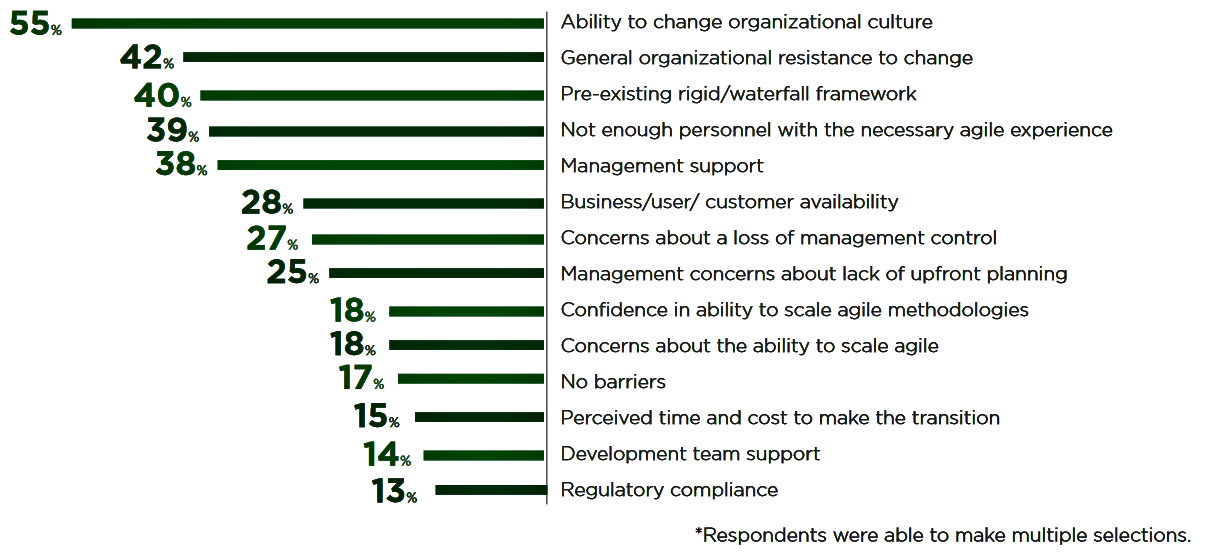 55% Ability to change organizational culture
42% General organizational resistance to change
40% Pre-existing rigid/waterfall framework
39% Not enough personnel with the necessary agile experience
38% Management support
28% Business/user/ customer availability
27% Concerns about a loss of management control
25% Management concerns about lack of upfront planning
18% Confidence in ability to scale agile methodologies
18% Concerns about the ability to scale agile
17% No barriers
15% Perceived time and cost to make the transition
14% Development team support
13% Regulatory compliance
*Respondents were able to make multiple selections.